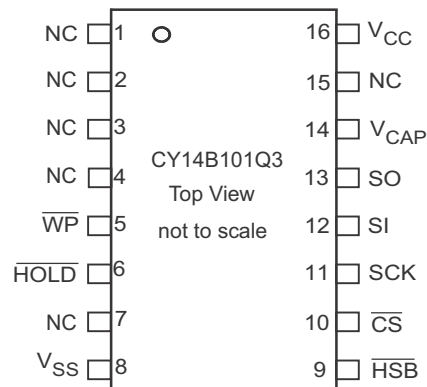 NC 1 16 VCC
NC 2 15 NC
NC 3 14 VCAP
NC 4 CY14B101Q3 13 SO
Top View
WP 5 not to scale 12 SI
HOLD 6 11 SCK
NC 7 10 CS
VSS 8 9 HSB